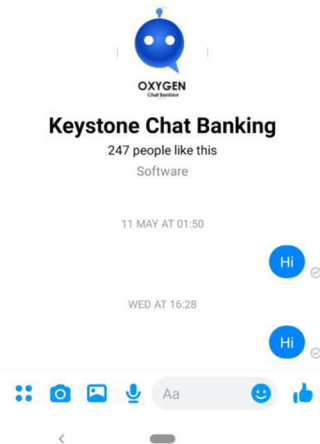 OXYGEN
Chat Banking
Keystone Chat Banking
247 people like this
Software
11 MAY AT 01:50
Hi
WED AT 16:28
Hi
Aa